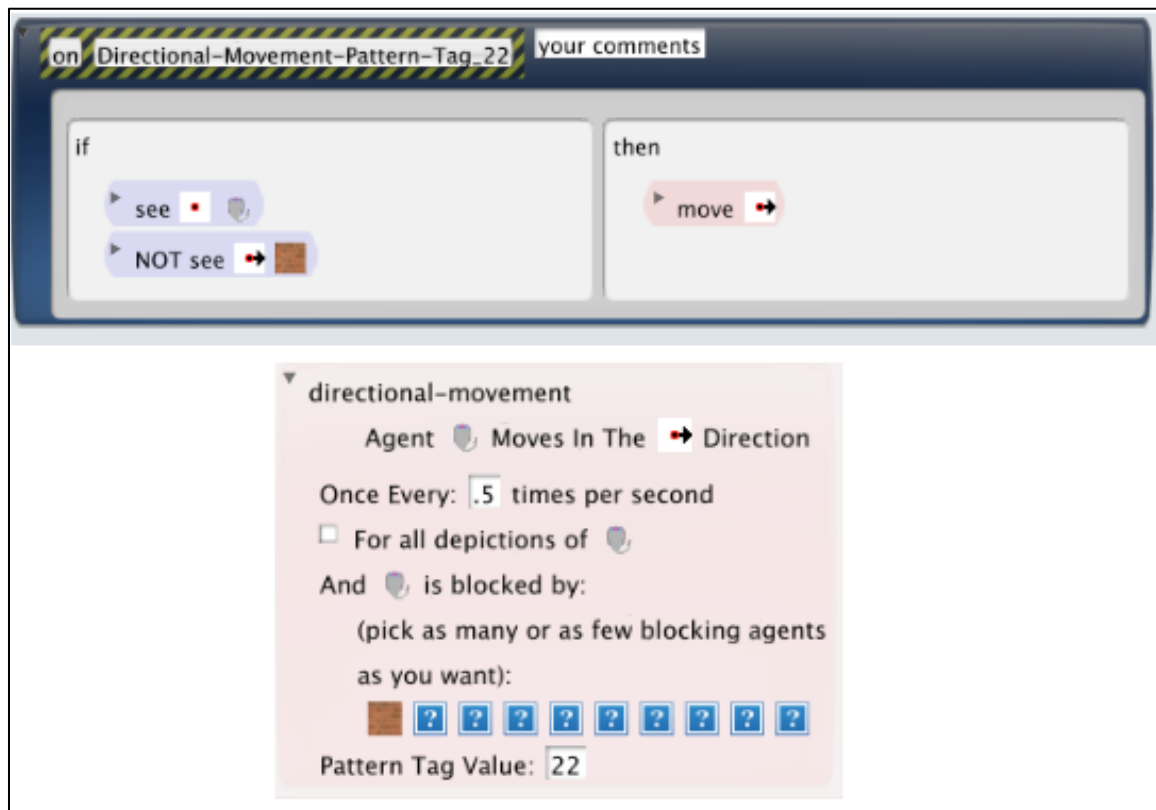 on Directional-Movement-Pattern-Tag_22 your comments
if
see
NOT see
then
move
directional-movement
Agent Moves In The Direction
Once Every: .5 times per second
For all depictions of
And is blocked by:
(pick as many or as few blocking agents
as you want):
? ? ? ? ? ? ? ? ?
Pattern Tag Value: 22